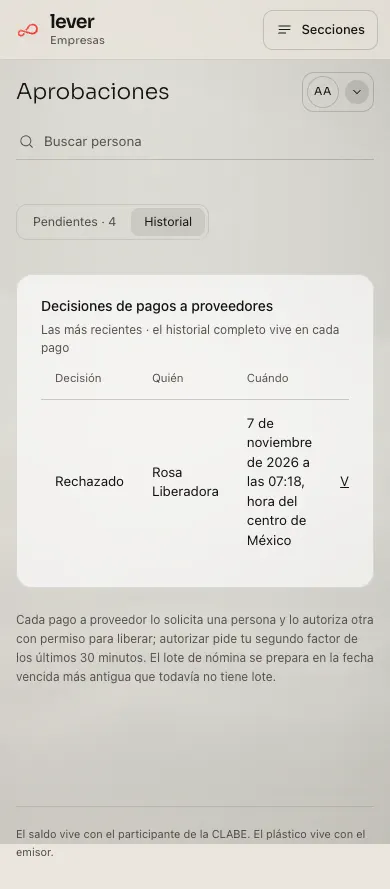 lever
Empresas
Secciones
Aprobaciones
AA
Buscar persona
Pendientes · 4
Historial
Decisiones de pagos a proveedores
Las más recientes · el historial completo vive en cada
pago
Decisión
Quién
Cuándo
Rechazado
Rosa
Liberadora
7 de
noviembre
de 2026 a
las 07:18,
hora del
centro de
México
V
Cada pago a proveedor lo solicita una persona y lo autoriza otra
con permiso para liberar; autorizar pide tu segundo factor de
los últimos 30 minutos. El lote de nómina se prepara en la fecha
vencida más antigua que todavía no tiene lote.
El saldo vive con el participante de la CLABE. El plástico vive con el
emisor.